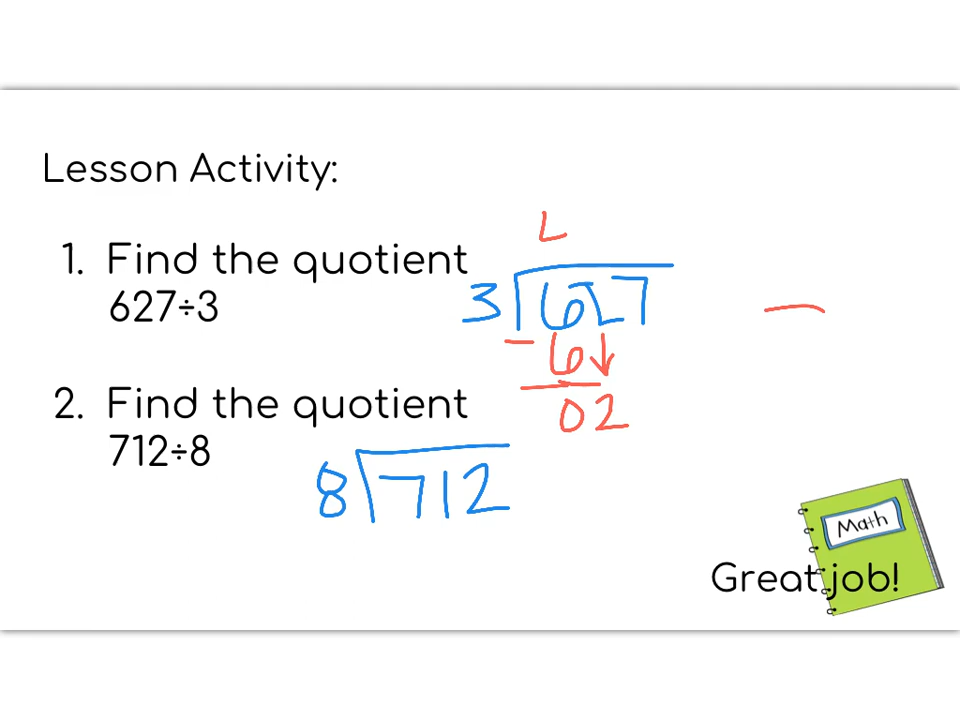 Lesson Activity:
1. Find the quotient
627÷3
2
3 627
- 6↓
02
2. Find the quotient
712÷8
8 712
Math
Great job!